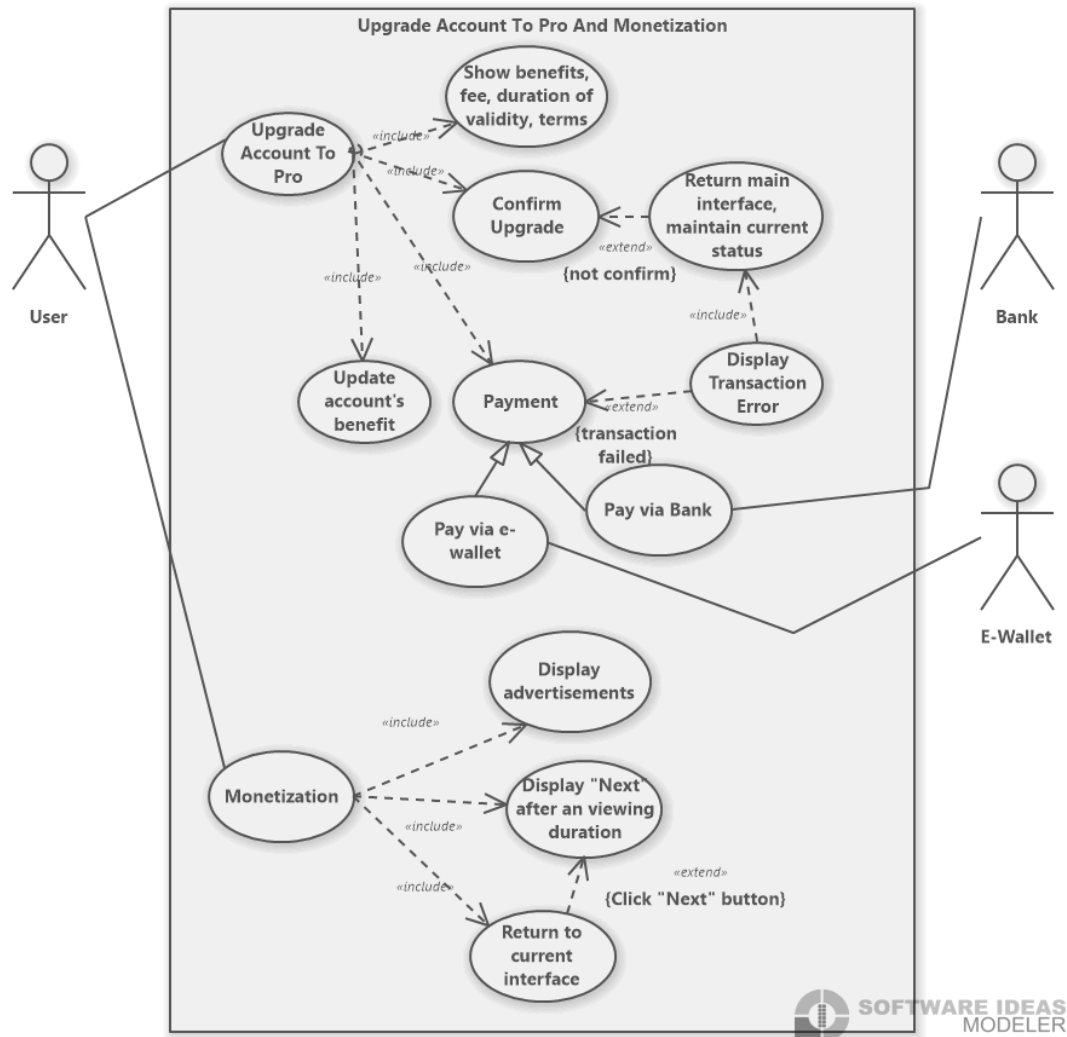 Upgrade Account To Pro And Monetization
Show benefits,
fee, duration of
validity, terms
«include»
Upgrade
Account To
Pro
«include»
Confirm
Upgrade
Return main
interface,
maintain current
status
«extend»
{not confirm}
«include»
«include»
User
Bank
«include»
Update
account's
benefit
Payment
Display
Transaction
Error
«extend»
{transaction
failed}
Pay via e-
wallet
Pay via Bank
E-Wallet
Display
advertisements
«include»
Monetization
Display "Next"
after an viewing
duration
«include»
«include»
«extend»
{Click "Next" button}
Return to
current
interface
SOFTWARE IDEAS
MODELER